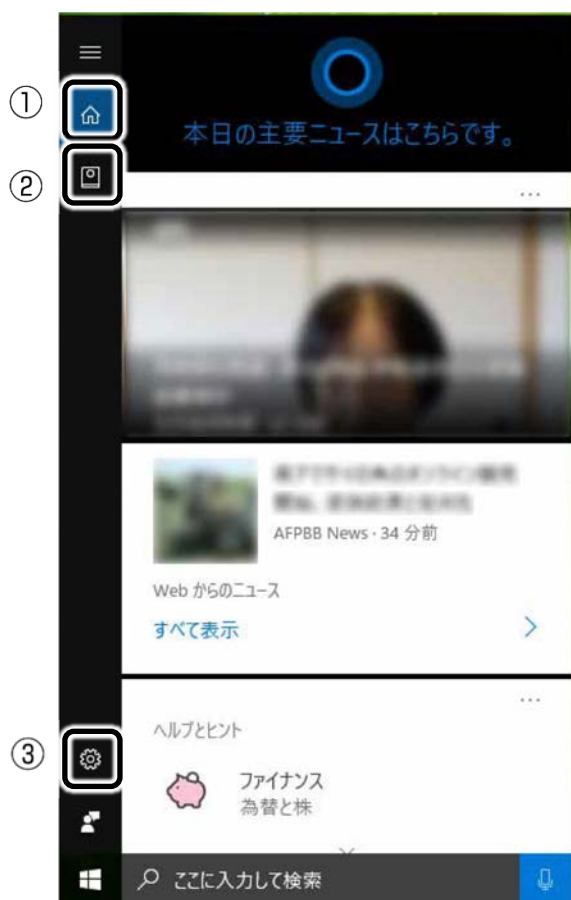 ①
本日の主要ニュースはこちらです。
②
AFPBB News・34 分前
Web からのニュース
すべて表示
③
ヘルプとヒント
ファイナンス
為替と株
ここに入力して検索